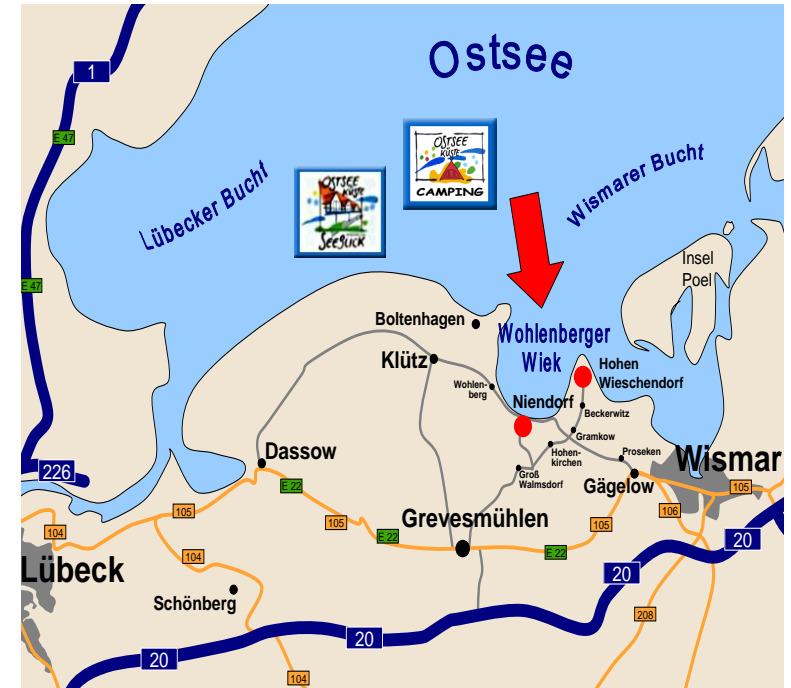 Ostsee
1
E 47
OSTSEE
KÜSTE
CAMPING
Wismarer Bucht
OSTSEE
KÜSTE
SEEBLICK
Lübecker Bucht
Insel
Poel
E 47
Boltenhagen
Wohlenberger
Wiek
Klütz
Hohen
Wieschendorf
Wohlen-
berg
Niendorf
Beckerwitz
Gramkow
Dassow
Hohen-
kirchen
Proseken
Wismar
226
Groß
Walmsdorf
Gägelow
E 22
105
105
105
Grevesmühlen
106
104
E 22
E 22
105
20
104
Lübeck
20
Schönberg
208
20
20
104